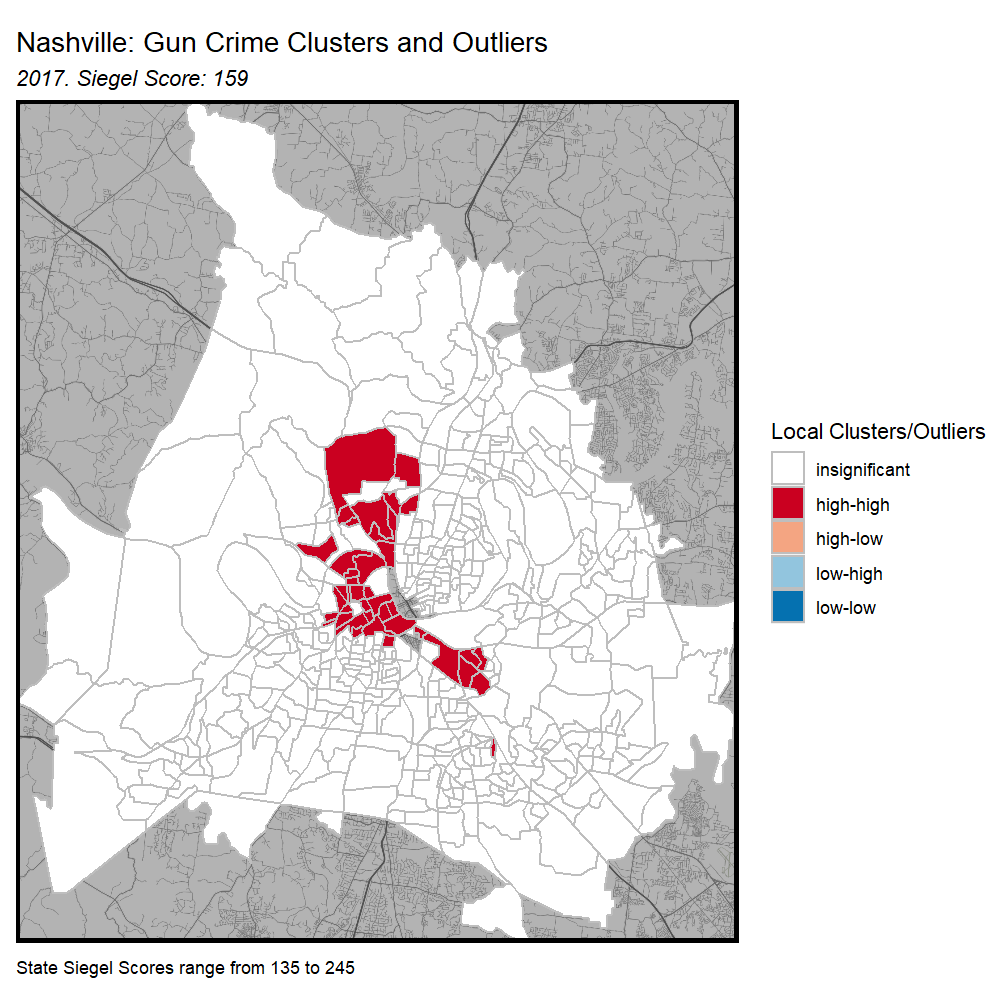 Nashville: Gun Crime Clusters and Outliers
2017. Siegel Score: 159
Local Clusters/Outliers
insignificant
high-high
high-low
low-high
low-low
State Siegel Scores range from 135 to 245